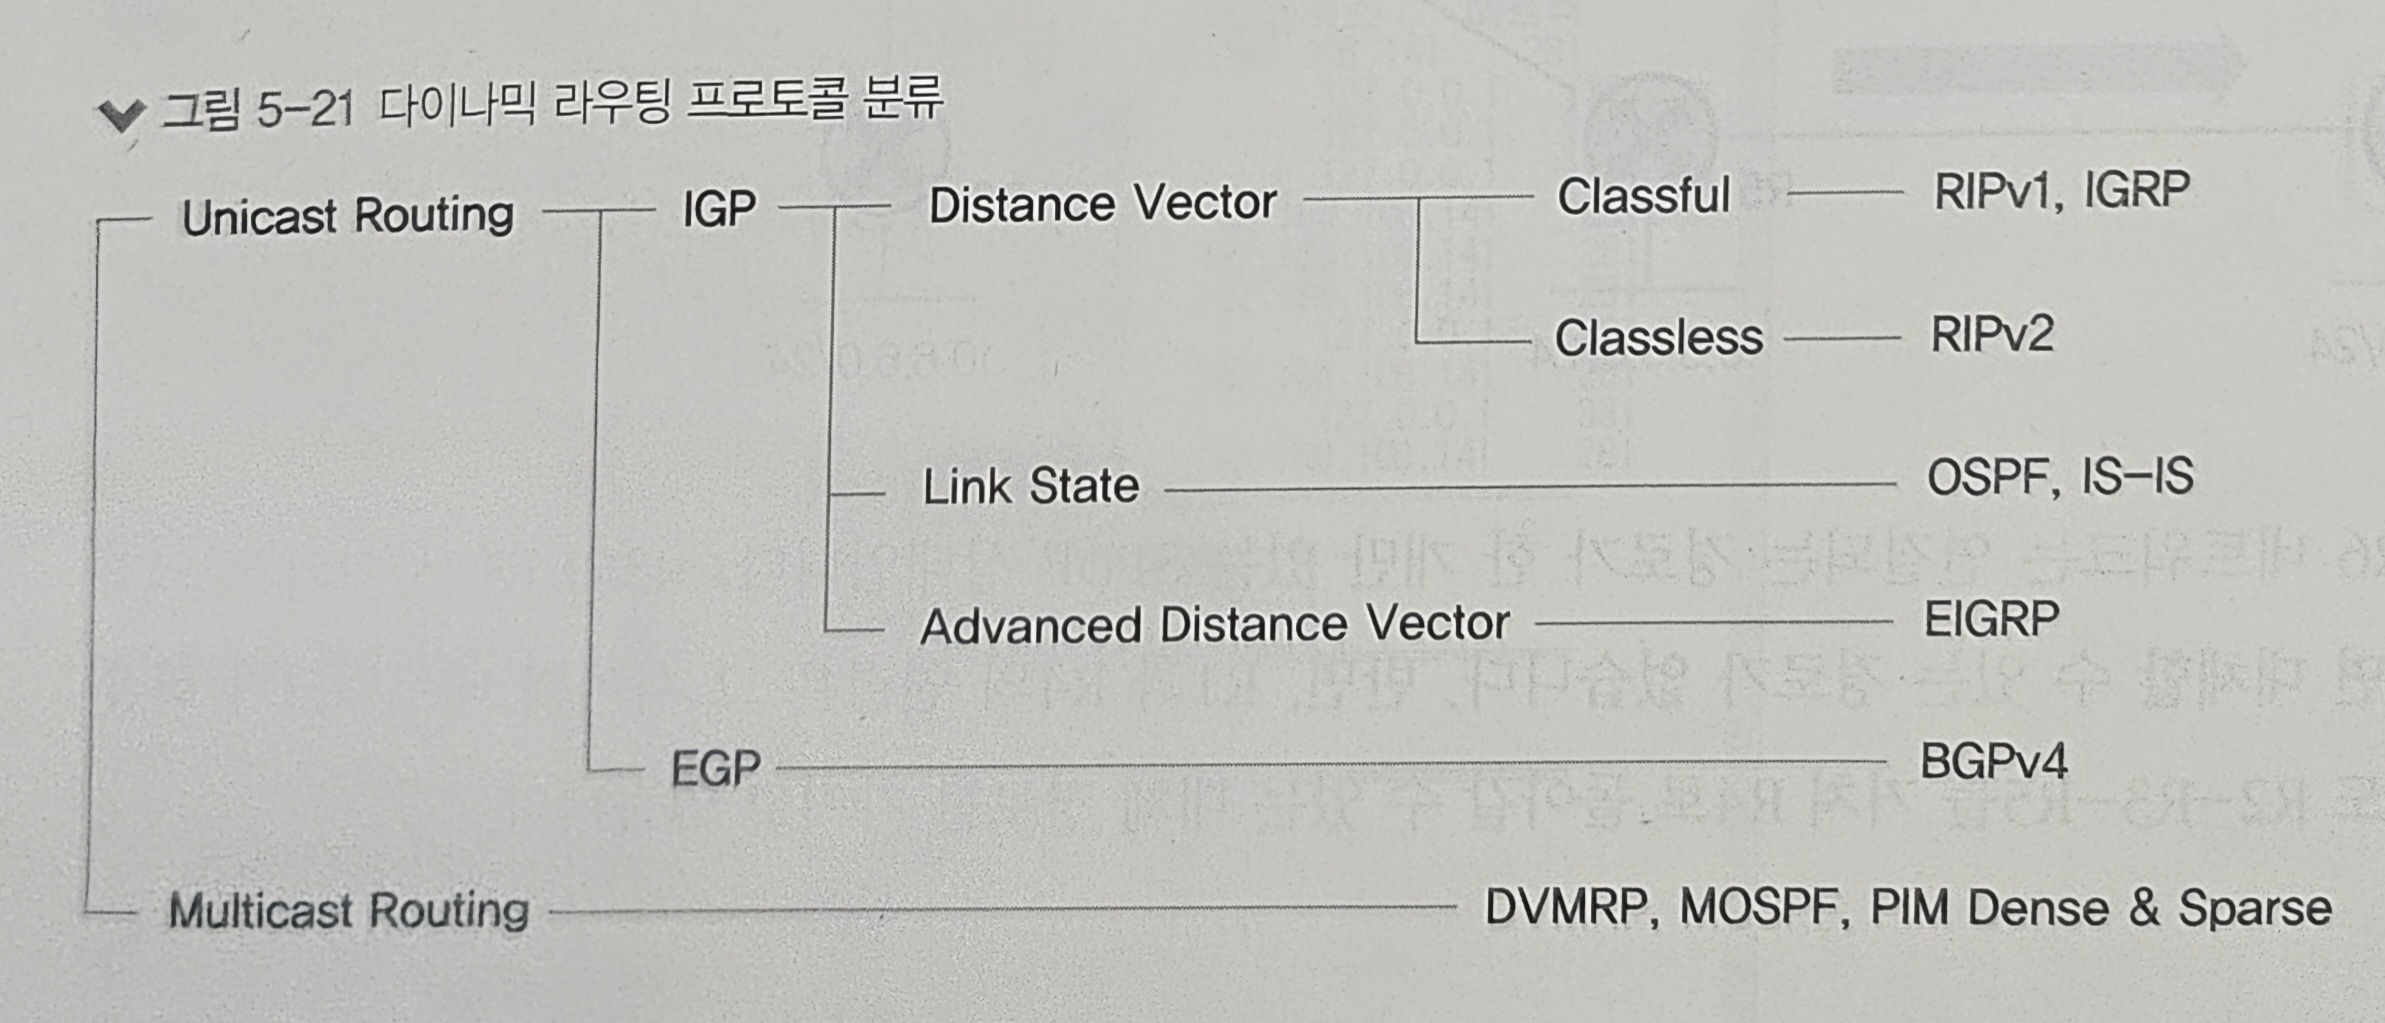 그림 5-21 다이나믹 라우팅 프로토콜 분류
Unicast Routing IGP Distance Vector Classful RIPv1, IGRP
Classless RIPv2
Link State OSPF, IS-IS
Advanced Distance Vector EIGRP
EGP BGPv4
Multicast Routing DVMRP, MOSPF, PIM Dense & Sparse